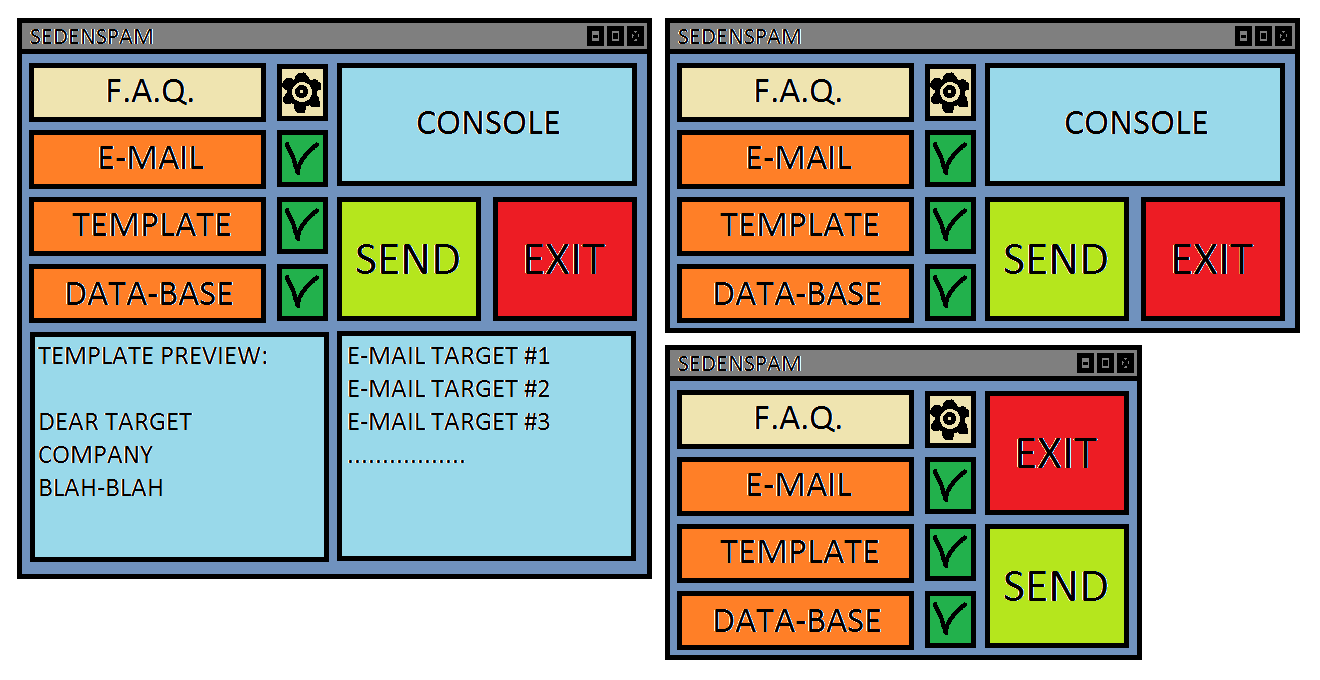 SEDENSPAM
F.A.Q.
E-MAIL
TEMPLATE
DATA-BASE
CONSOLE
SEND
EXIT
TEMPLATE PREVIEW:
DEAR TARGET
COMPANY
BLAH-BLAH
E-MAIL TARGET #1
E-MAIL TARGET #2
E-MAIL TARGET #3
.................
SEDENSPAM
F.A.Q.
E-MAIL
TEMPLATE
DATA-BASE
CONSOLE
SEND
EXIT
SEDENSPAM
F.A.Q.
E-MAIL
TEMPLATE
DATA-BASE
EXIT
SEND